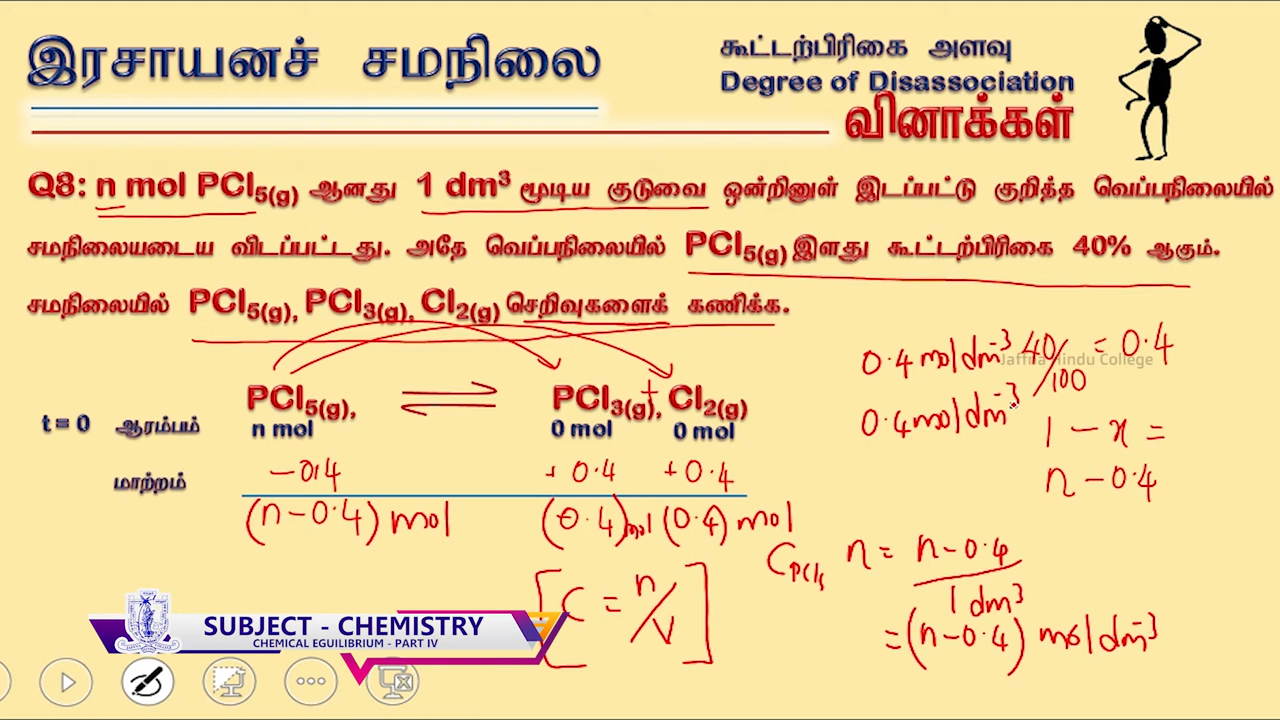 இரசாயனச் சமநிலை
கூட்டற்பிரிகை அளவு
Degree of Disassociation
வினாக்கள்
Q8: n mol PCl5(g) ஆனது 1 dm³ மூடிய குடுவை ஒன்றினுள் இடப்பட்டு குறித்த வெப்பநிலையில்
சமநிலையடைய விடப்பட்டது. அதே வெப்பநிலையில் PCl5(g) இளது கூட்டற்பிரிகை 40% ஆகும்.
சமநிலையில் PCl5(g), PCl3(g), Cl2(g) செறிவுகளைக் கணிக்க.
0.4 mol dm⁻³ 40/100 = 0.4
Jaffna Hindu College
0.4 mol dm⁻³
1 - x =
n - 0.4
PCl5(g), ⇌ PCl3(g), + Cl2(g)
t = 0 ஆரம்பம் n mol 0 mol 0 mol
மாற்றம் -0.4 + 0.4 + 0.4
(n-0.4) mol (0.4) mol (0.4) mol
[C = n/V]
CPCl5 n = n-0.4
1 dm³
= (n-0.4) mol dm⁻³
SUBJECT - CHEMISTRY
CHEMICAL EGUILIBRIUM - PART IV